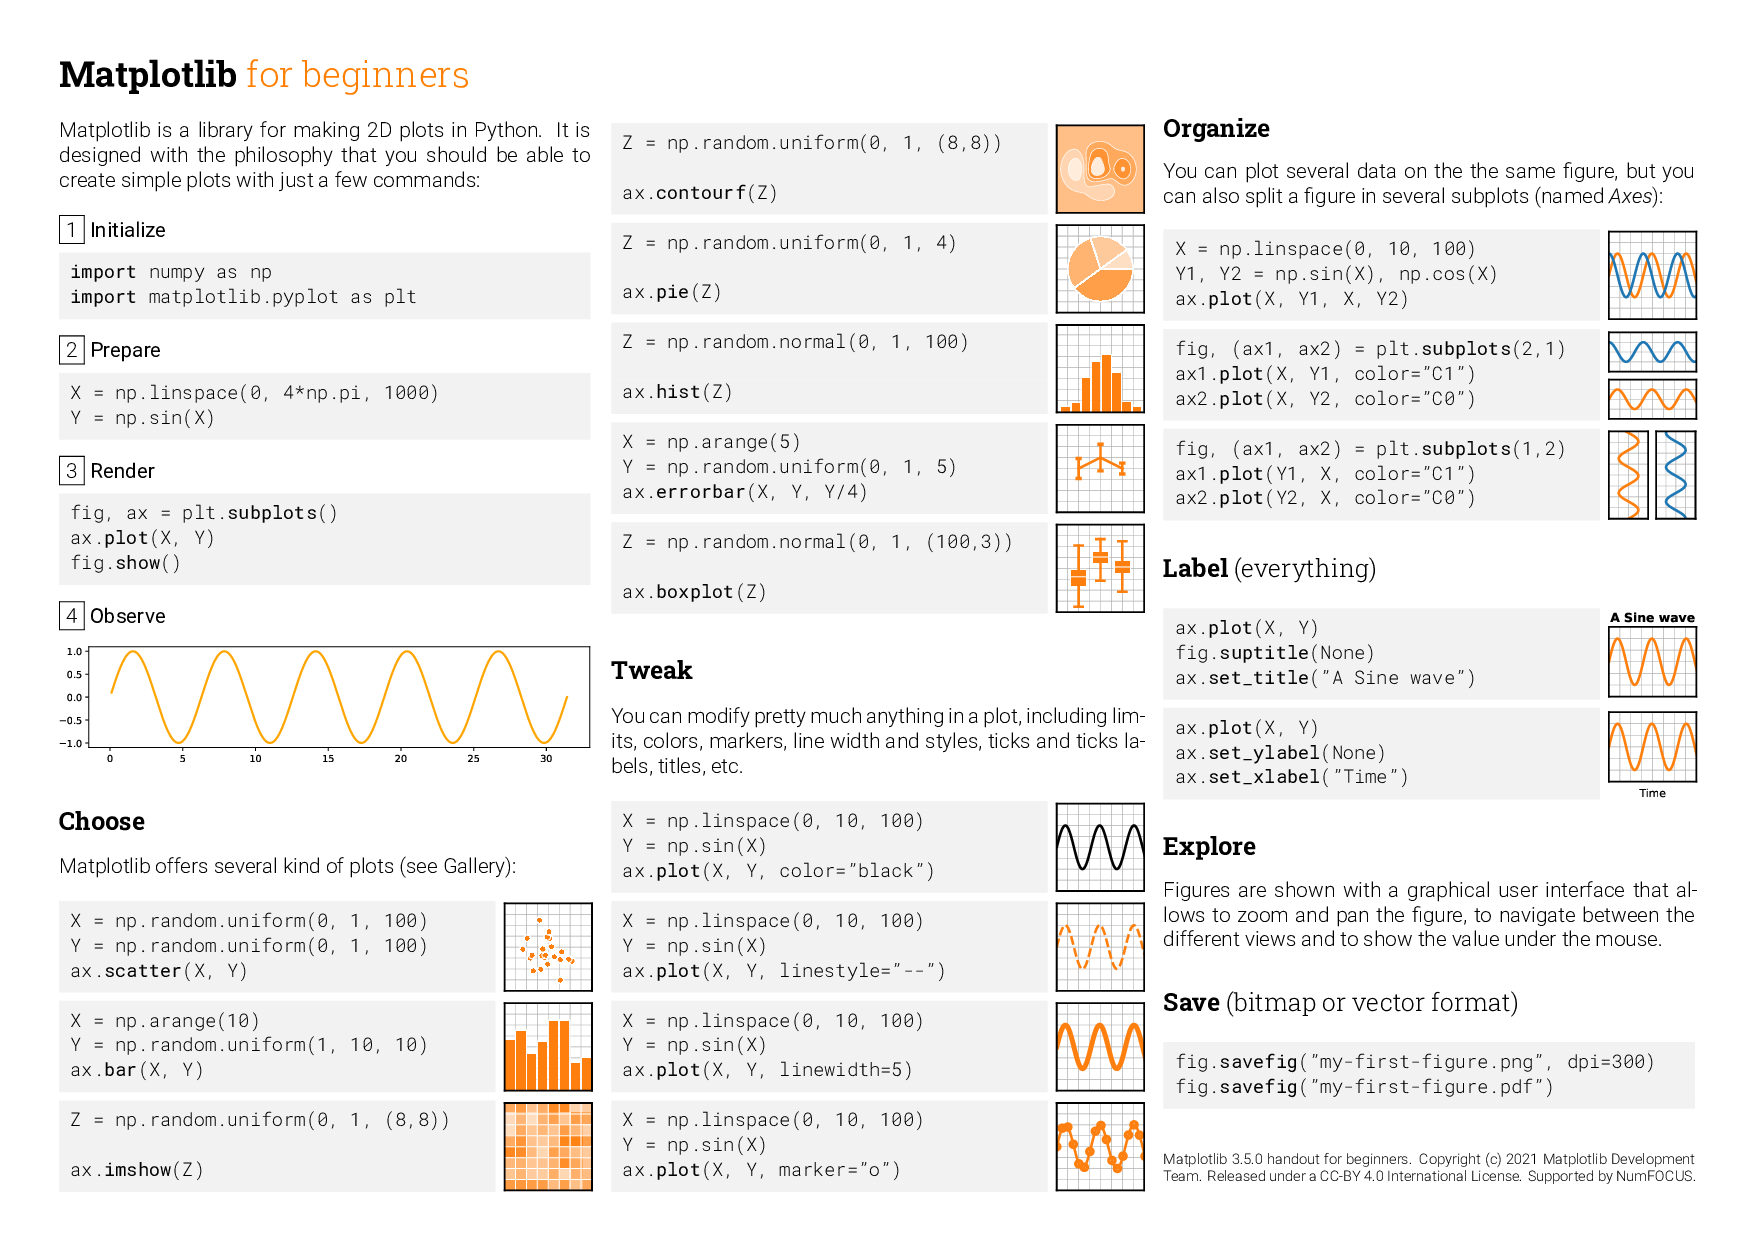 Matplotlib for beginners
Matplotlib is a library for making 2D plots in Python. It is
designed with the philosophy that you should be able to
create simple plots with just a few commands:
1 Initialize
import numpy as np
import matplotlib.pyplot as plt
2 Prepare
X = np.linspace(0, 4*np.pi, 1000)
Y = np.sin(X)
3 Render
fig, ax = plt.subplots()
ax.plot(X, Y)
fig.show()
4 Observe
1.0
0.5
0.0
−0.5
−1.0
0 5 10 15 20 25 30
Choose
Matplotlib offers several kind of plots (see Gallery):
X = np.random.uniform(0, 1, 100)
Y = np.random.uniform(0, 1, 100)
ax.scatter(X, Y)
X = np.arange(10)
Y = np.random.uniform(1, 10, 10)
ax.bar(X, Y)
Z = np.random.uniform(0, 1, (8,8))
ax.imshow(Z)
Z = np.random.uniform(0, 1, (8,8))
ax.contourf(Z)
Z = np.random.uniform(0, 1, 4)
ax.pie(Z)
Z = np.random.normal(0, 1, 100)
ax.hist(Z)
X = np.arange(5)
Y = np.random.uniform(0, 1, 5)
ax.errorbar(X, Y, Y/4)
Z = np.random.normal(0, 1, (100,3))
ax.boxplot(Z)
Tweak
You can modify pretty much anything in a plot, including lim-
its, colors, markers, line width and styles, ticks and ticks la-
bels, titles, etc.
X = np.linspace(0, 10, 100)
Y = np.sin(X)
ax.plot(X, Y, color="black")
X = np.linspace(0, 10, 100)
Y = np.sin(X)
ax.plot(X, Y, linestyle="--")
X = np.linspace(0, 10, 100)
Y = np.sin(X)
ax.plot(X, Y, linewidth=5)
X = np.linspace(0, 10, 100)
Y = np.sin(X)
ax.plot(X, Y, marker="o")
Organize
You can plot several data on the the same figure, but you
can also split a figure in several subplots (named Axes):
X = np.linspace(0, 10, 100)
Y1, Y2 = np.sin(X), np.cos(X)
ax.plot(X, Y1, X, Y2)
fig, (ax1, ax2) = plt.subplots(2,1)
ax1.plot(X, Y1, color="C1")
ax2.plot(X, Y2, color="C0")
fig, (ax1, ax2) = plt.subplots(1,2)
ax1.plot(Y1, X, color="C1")
ax2.plot(Y2, X, color="C0")
Label (everything)
ax.plot(X, Y)
fig.suptitle(None)
ax.set_title("A Sine wave")
A Sine wave
ax.plot(X, Y)
ax.set_ylabel(None)
ax.set_xlabel("Time")
Time
Explore
Figures are shown with a graphical user interface that al-
lows to zoom and pan the figure, to navigate between the
different views and to show the value under the mouse.
Save (bitmap or vector format)
fig.savefig("my-first-figure.png", dpi=300)
fig.savefig("my-first-figure.pdf")
Matplotlib 3.5.0 handout for beginners. Copyright (c) 2021 Matplotlib Development
Team. Released under a CC-BY 4.0 International License. Supported by NumFOCUS.